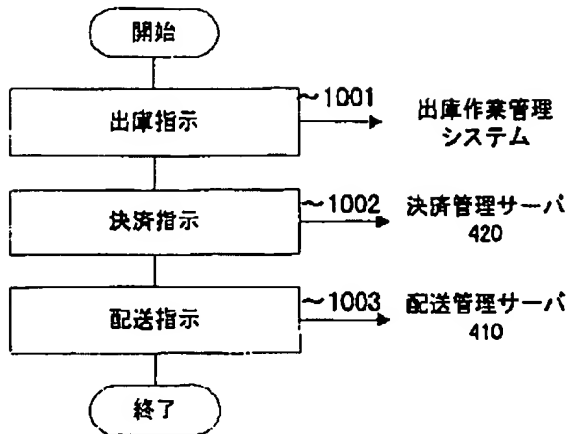 開始
出庫指示
～1001
出庫作業管理
システム
決済指示
～1002
決済管理サーバ
420
配送指示
～1003
配送管理サーバ
410
終了